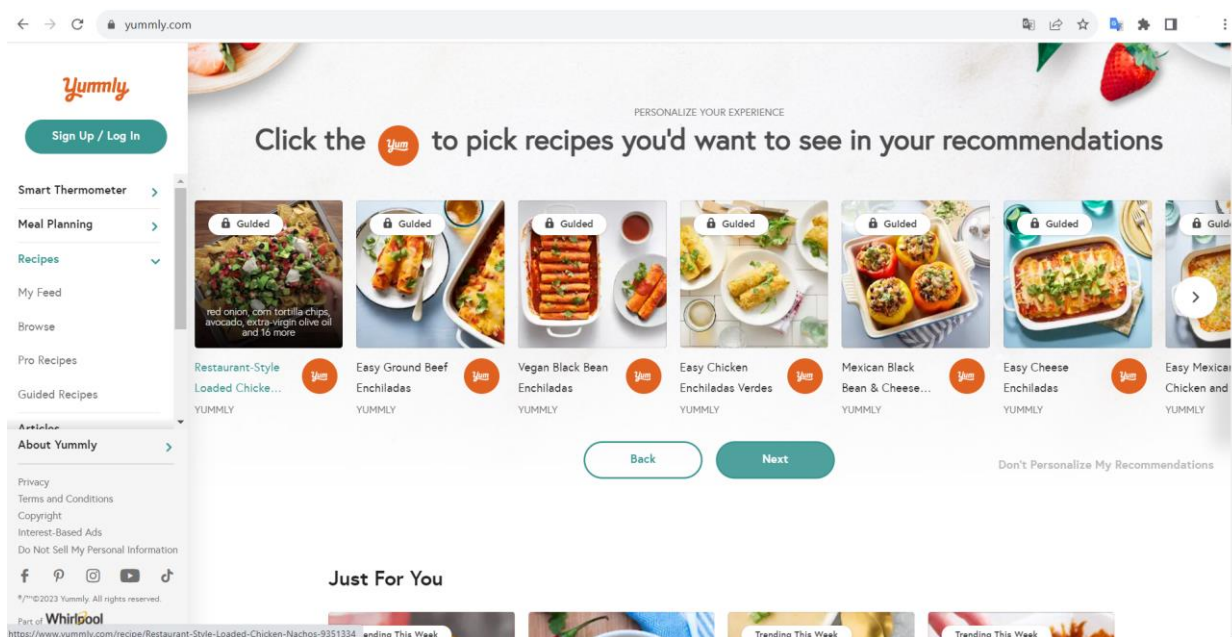 yummly.com
Yummly
Sign Up / Log In
Smart Thermometer
Meal Planning
Recipes
My Feed
Browse
Pro Recipes
Guided Recipes
Articles
About Yummly
Privacy
Terms and Conditions
Copyright
Interest-Based Ads
Do Not Sell My Personal Information
®/™©2023 Yummly. All rights reserved.
Part of Whirlpool
https://www.yummly.com/recipe/Restaurant-Style-Loaded-Chicken-Nachos-9351334
PERSONALIZE YOUR EXPERIENCE
Click the Yum to pick recipes you'd want to see in your recommendations
Guided
red onion, corn tortilla chips,
avocado, extra-virgin olive oil
and 16 more
Restaurant-Style
Loaded Chicke...
Yum
YUMMLY
Guided
Easy Ground Beef
Enchiladas
Yum
YUMMLY
Guided
Vegan Black Bean
Enchiladas
Yum
YUMMLY
Guided
Easy Chicken
Enchiladas Verdes
Yum
YUMMLY
Guided
Mexican Black
Bean & Cheese...
Yum
YUMMLY
Guided
Easy Cheese
Enchiladas
Yum
YUMMLY
Guid
Easy Mexica
Chicken and
YUMMLY
Back
Next
Don't Personalize My Recommendations
Just For You
ending This Week
Trending This Week
Trending This Week